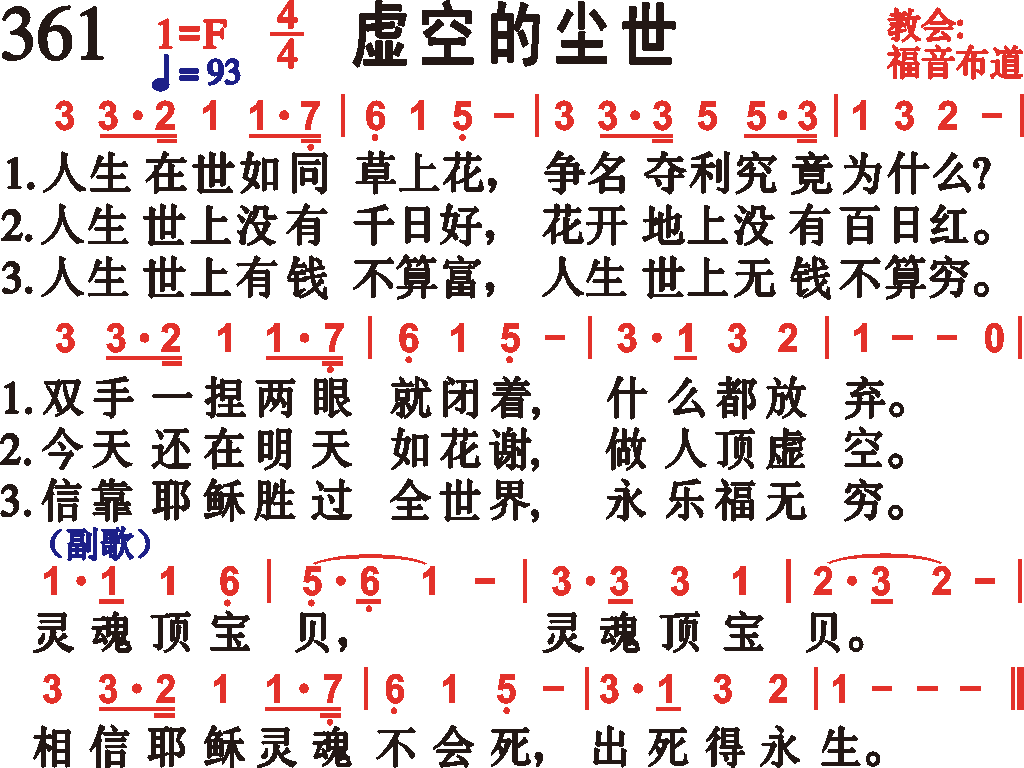 361 1=F 4/4 虚空的尘世 教会:
♩=93 福音布道
3 3·2 1 1·7 | 6 1 5 － | 3 3·3 5 5·3 | 1 3 2 － |
1.人生 在世如同 草上花， 争名 夺利究 竟为什么?
2.人生 世上没有 千日好， 花开 地上没 有百日红。
3.人生 世上有钱 不算富， 人生 世上无 钱不算穷。
3 3·2 1 1·7 | 6 1 5 － | 3·1 3 2 | 1 － － 0 |
1.双手 一捏两眼 就闭着, 什么都放 弃。
2.今天 还在明天 如花谢, 做人顶虚 空。
3.信靠 耶稣胜过 全世界, 永乐福无 穷。
（副歌）
1·1 1 6 | 5·6 1 － | 3·3 3 1 | 2·3 2 － |
灵魂顶宝 贝， 灵魂顶宝 贝。
3 3·2 1 1·7 | 6 1 5 － | 3·1 3 2 | 1 － － － ‖
相信耶稣灵魂不会死, 出死得永生。